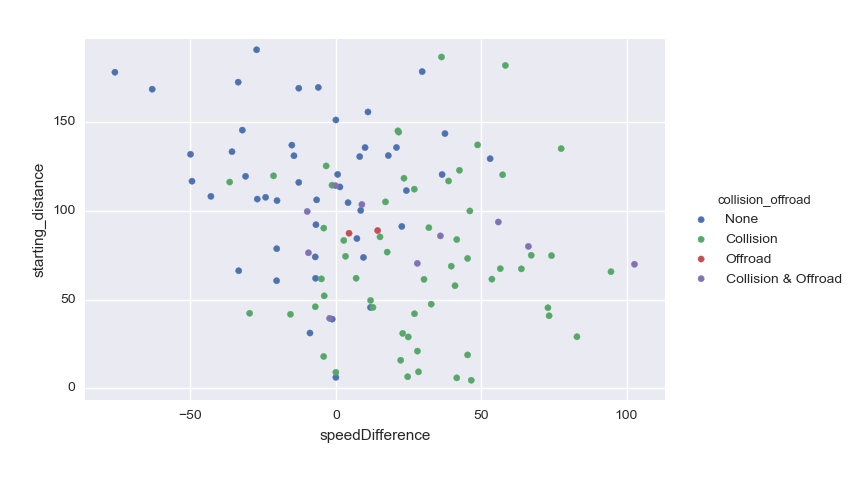 150
100
50
0
−50
0
50
100
speedDifference
starting_distance
collision_offroad
None
Collision
Offroad
Collision & Offroad